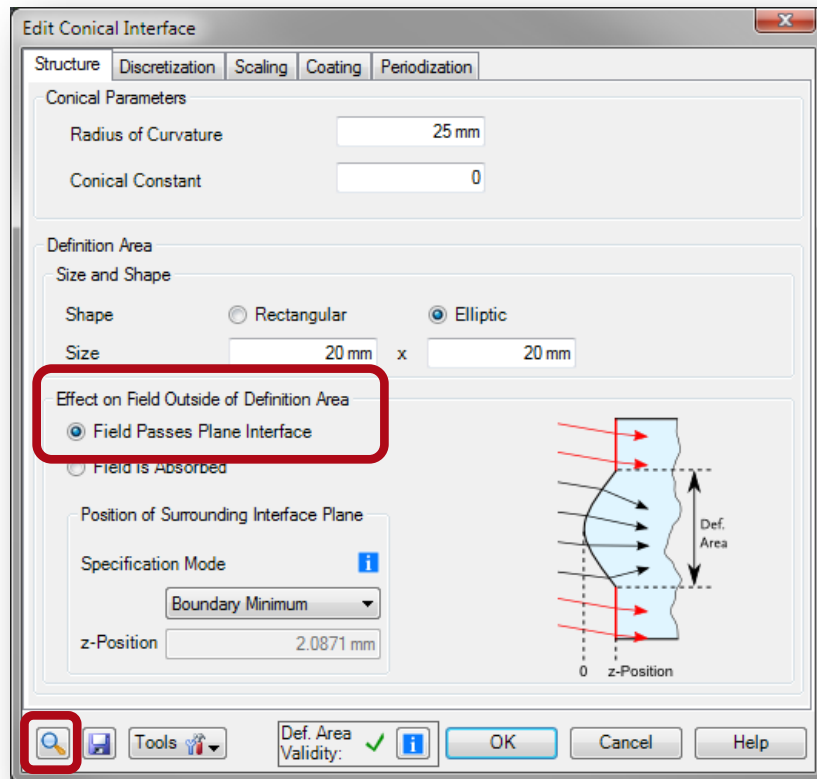 Edit Conical Interface
Structure Discretization Scaling Coating Periodization
Conical Parameters
Radius of Curvature 25 mm
Conical Constant 0
Definition Area
Size and Shape
Shape Rectangular Elliptic
Size 20 mm x 20 mm
Effect on Field Outside of Definition Area
Field Passes Plane Interface
Field Is Absorbed
Position of Surrounding Interface Plane
Specification Mode
Boundary Minimum
z-Position 2.0871 mm
Def.
Area
0 z-Position
Tools
Def. Area
Validity:
OK Cancel Help